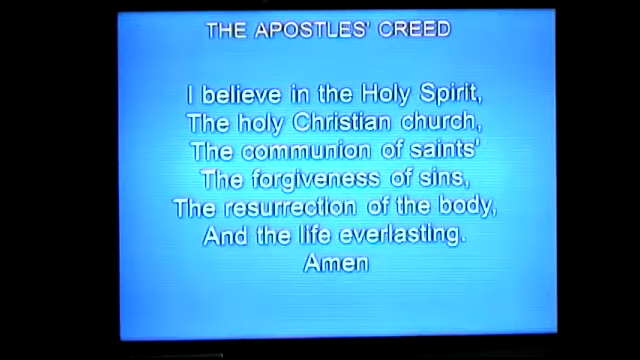 THE APOSTLES' CREED
I believe in the Holy Spirit,
The holy Christian church,
The communion of saints'
The forgiveness of sins,
The resurrection of the body,
And the life everlasting.
Amen